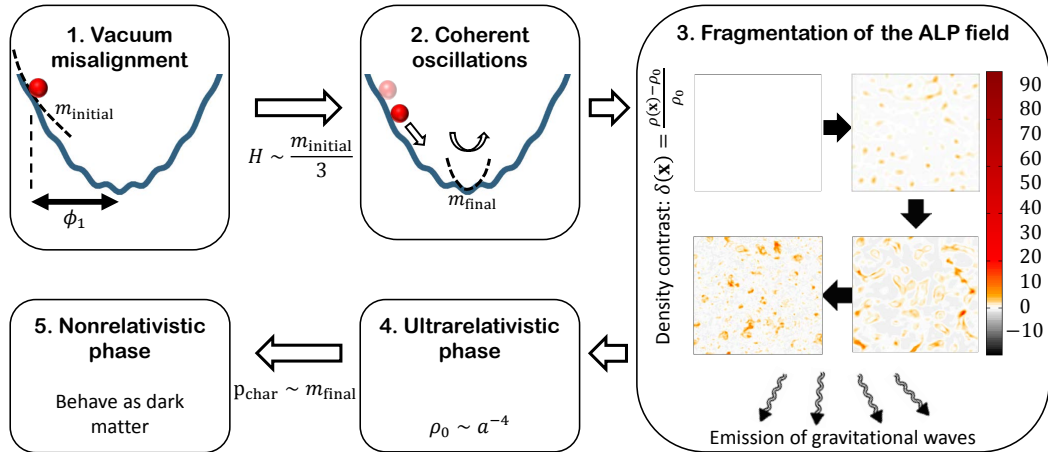 1. Vacuum
misalignment
m_initial
ϕ_1
H ~ m_initial / 3
2. Coherent
oscillations
m_final
3. Fragmentation of the ALP field
Density contrast: δ(𝐱) = (ρ(𝐱)−ρ_0) / ρ_0
90
80
70
60
50
40
30
20
10
0
−10
Emission of gravitational waves
4. Ultrarelativistic
phase
ρ_0 ~ a^{−4}
p_char ~ m_final
5. Nonrelativistic
phase
Behave as dark
matter